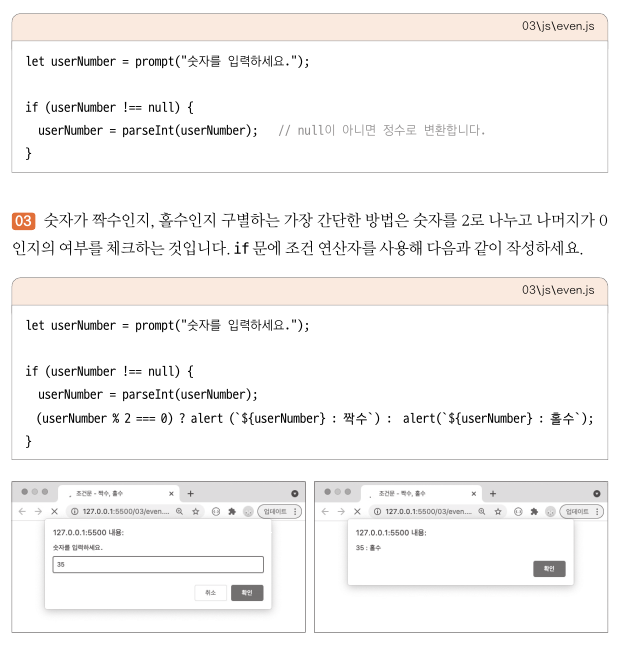 03\js\even.js
let userNumber = prompt("숫자를 입력하세요.");
if (userNumber !== null) {
userNumber = parseInt(userNumber);   // null이 아니면 정수로 변환합니다.
}
03 숫자가 짝수인지, 홀수인지 구별하는 가장 간단한 방법은 숫자를 2로 나누고 나머지가 0
인지의 여부를 체크하는 것입니다. if 문에 조건 연산자를 사용해 다음과 같이 작성하세요.
03\js\even.js
let userNumber = prompt("숫자를 입력하세요.");
if (userNumber !== null) {
userNumber = parseInt(userNumber);
(userNumber % 2 === 0) ? alert (`${userNumber} : 짝수`) : alert(`${userNumber} : 홀수`);
}
조건문 - 짝수, 홀수
127.0.0.1:5500/03/even....
업데이트
127.0.0.1:5500 내용:
숫자를 입력하세요.
35
취소 확인
조건문 - 짝수, 홀수
127.0.0.1:5500/03/even....
업데이트
127.0.0.1:5500 내용:
35 : 홀수
확인